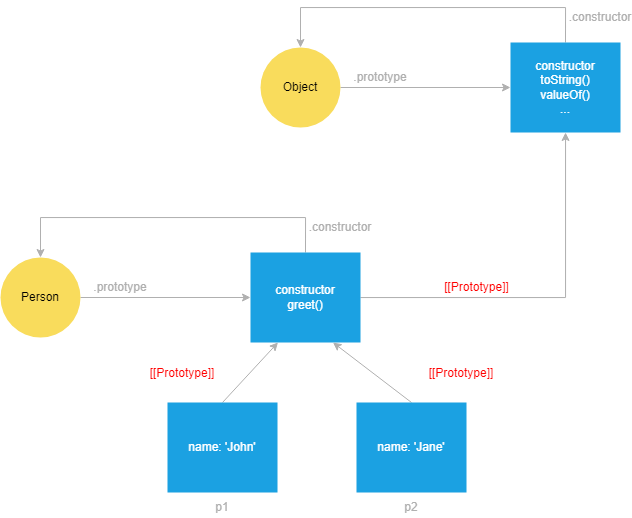 .constructor
constructor
toString()
valueOf()
...
Object
.prototype
.constructor
Person
.prototype
constructor
greet()
[[Prototype]]
[[Prototype]]
[[Prototype]]
name: 'John'
name: 'Jane'
p1
p2